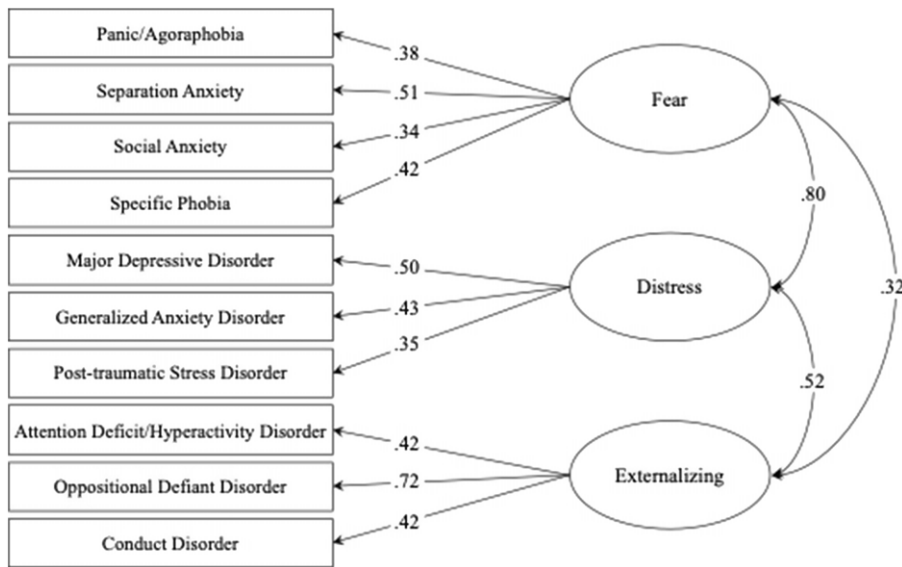 Panic/Agoraphobia
.38
Separation Anxiety
.51
Fear
Social Anxiety
.34
.42
Specific Phobia
.80
Major Depressive Disorder
.50
Distress
.32
Generalized Anxiety Disorder
.43
.35
Post-traumatic Stress Disorder
.52
Attention Deficit/Hyperactivity Disorder
.42
Externalizing
Oppositional Defiant Disorder
.72
.42
Conduct Disorder